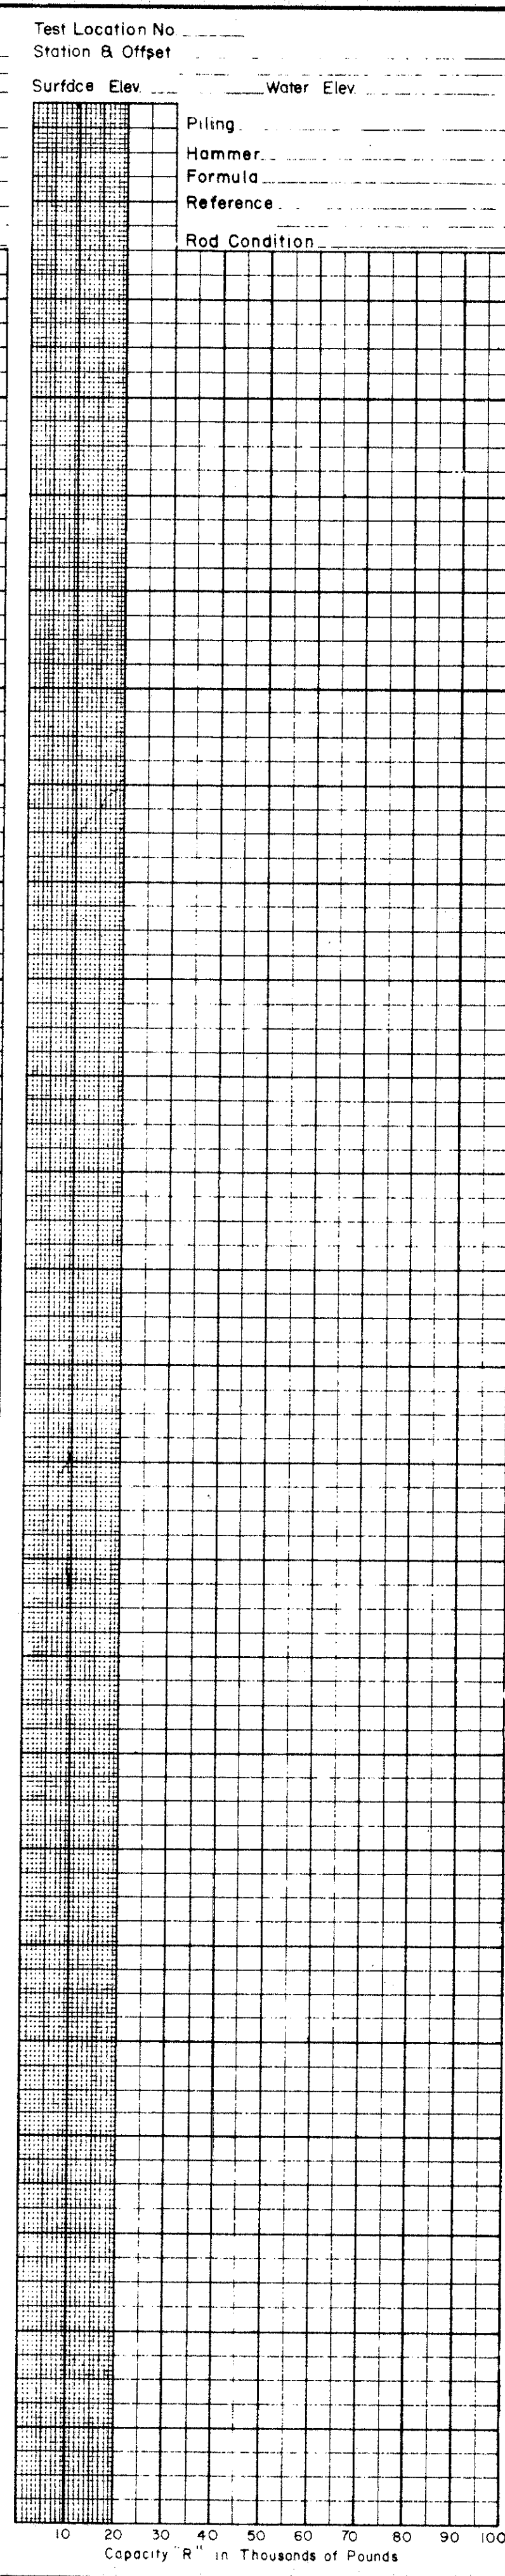 Test Location No.
Station & Offset
Surface Elev. Water Elev.
Piling
Hammer
Formula
Reference
Rod Condition
10 20 30 40 50 60 70 80 90 100
Capacity "R" in Thousands of Pounds